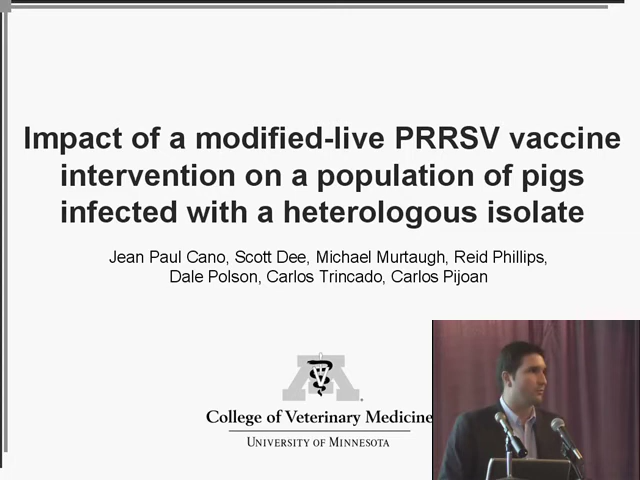 Impact of a modified-live PRRSV vaccine
intervention on a population of pigs
infected with a heterologous isolate
Jean Paul Cano, Scott Dee, Michael Murtaugh, Reid Phillips,
Dale Polson, Carlos Trincado, Carlos Pijoan
College of Veterinary Medicine
UNIVERSITY OF MINNESOTA